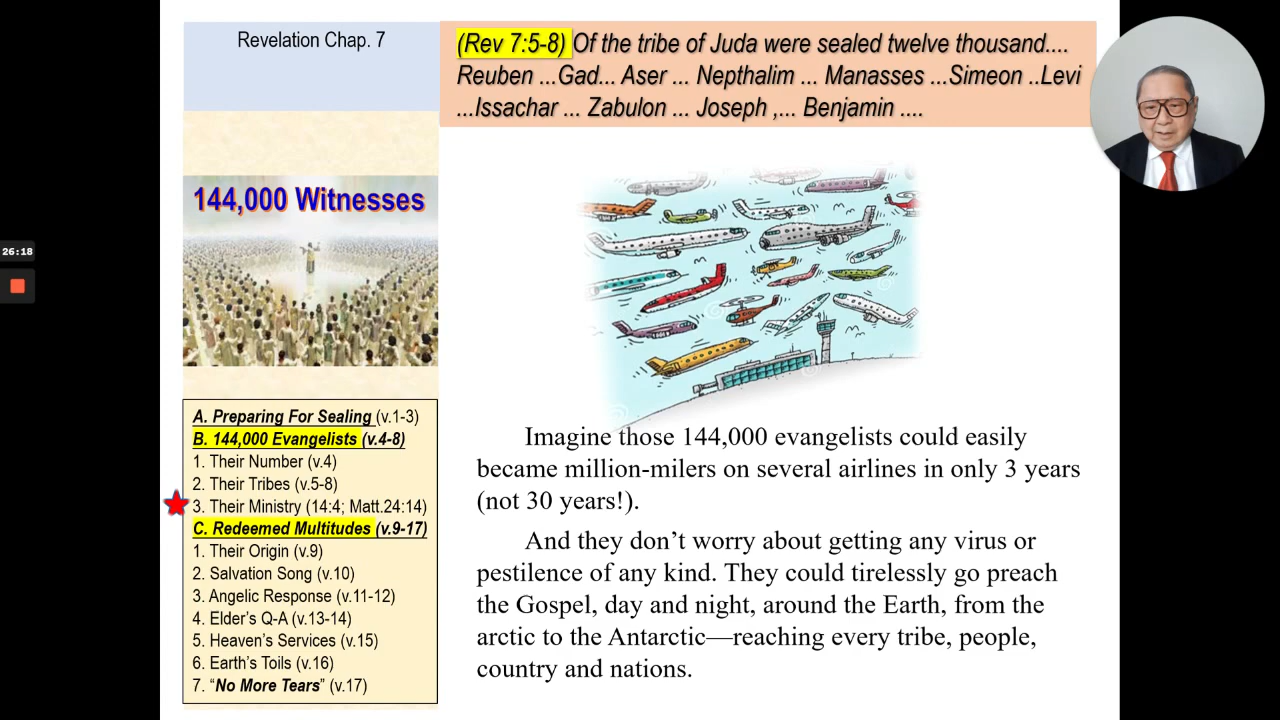 Revelation Chap. 7
(Rev 7:5-8) Of the tribe of Juda were sealed twelve thousand....
Reuben ...Gad... Aser ... Nepthalim ... Manasses ...Simeon ..Levi
...Issachar ... Zabulon ... Joseph ,... Benjamin ....
144,000 Witnesses
26:18
A. Preparing For Sealing (v.1-3)
B. 144,000 Evangelists (v.4-8)
1. Their Number (v.4)
2. Their Tribes (v.5-8)
3. Their Ministry (14:4; Matt.24:14)
C. Redeemed Multitudes (v.9-17)
1. Their Origin (v.9)
2. Salvation Song (v.10)
3. Angelic Response (v.11-12)
4. Elder's Q-A (v.13-14)
5. Heaven's Services (v.15)
6. Earth's Toils (v.16)
7. "No More Tears" (v.17)
Imagine those 144,000 evangelists could easily
became million-milers on several airlines in only 3 years
(not 30 years!).
And they don't worry about getting any virus or
pestilence of any kind. They could tirelessly go preach
the Gospel, day and night, around the Earth, from the
arctic to the Antarctic—reaching every tribe, people,
country and nations.